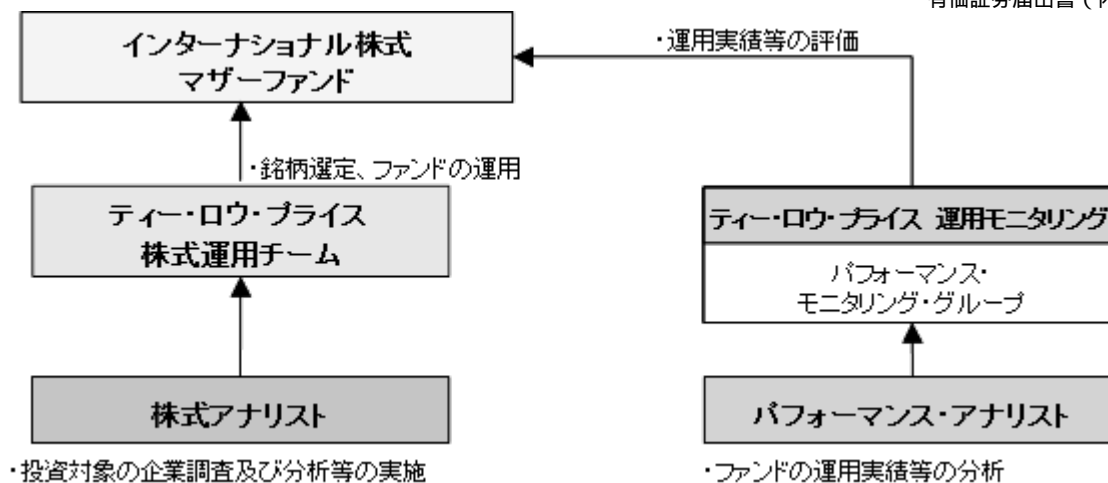 インターナショナル株式
マザーファンド
・運用実績等の評価
・銘柄選定、ファンドの運用
ティー・ロウ・プライス
株式運用チーム
ティー・ロウ・プライス 運用モニタリング
パフォーマンス・
モニタリング・グループ
株式アナリスト
パフォーマンス・アナリスト
・投資対象の企業調査及び分析等の実施
・ファンドの運用実績等の分析